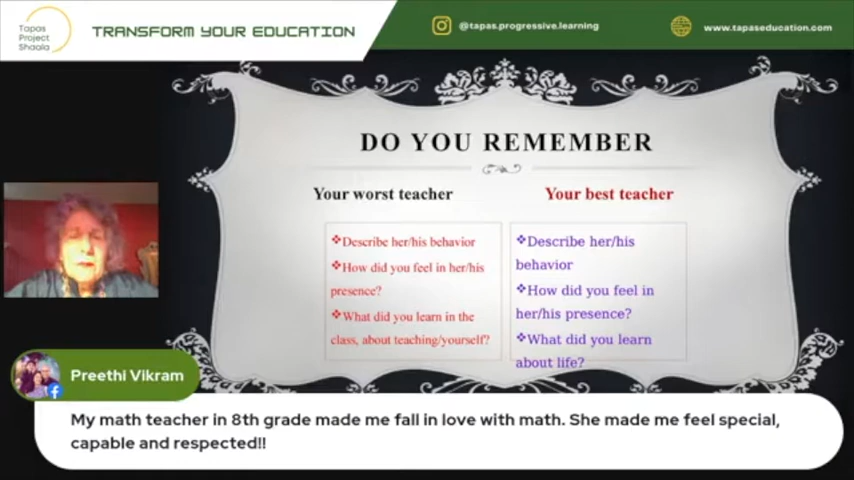 Tapas
Project
Shaala
TRANSFORM YOUR EDUCATION
@tapas.progressive.learning
www.tapaseducation.com
DO YOU REMEMBER
Your worst teacher
❖Describe her/his behavior
❖How did you feel in her/his
presence?
❖What did you learn in the
class, about teaching/yourself?
Your best teacher
❖Describe her/his
behavior
❖How did you feel in
her/his presence?
❖What did you learn
about life?
Preethi Vikram
My math teacher in 8th grade made me fall in love with math. She made me feel special,
capable and respected!!